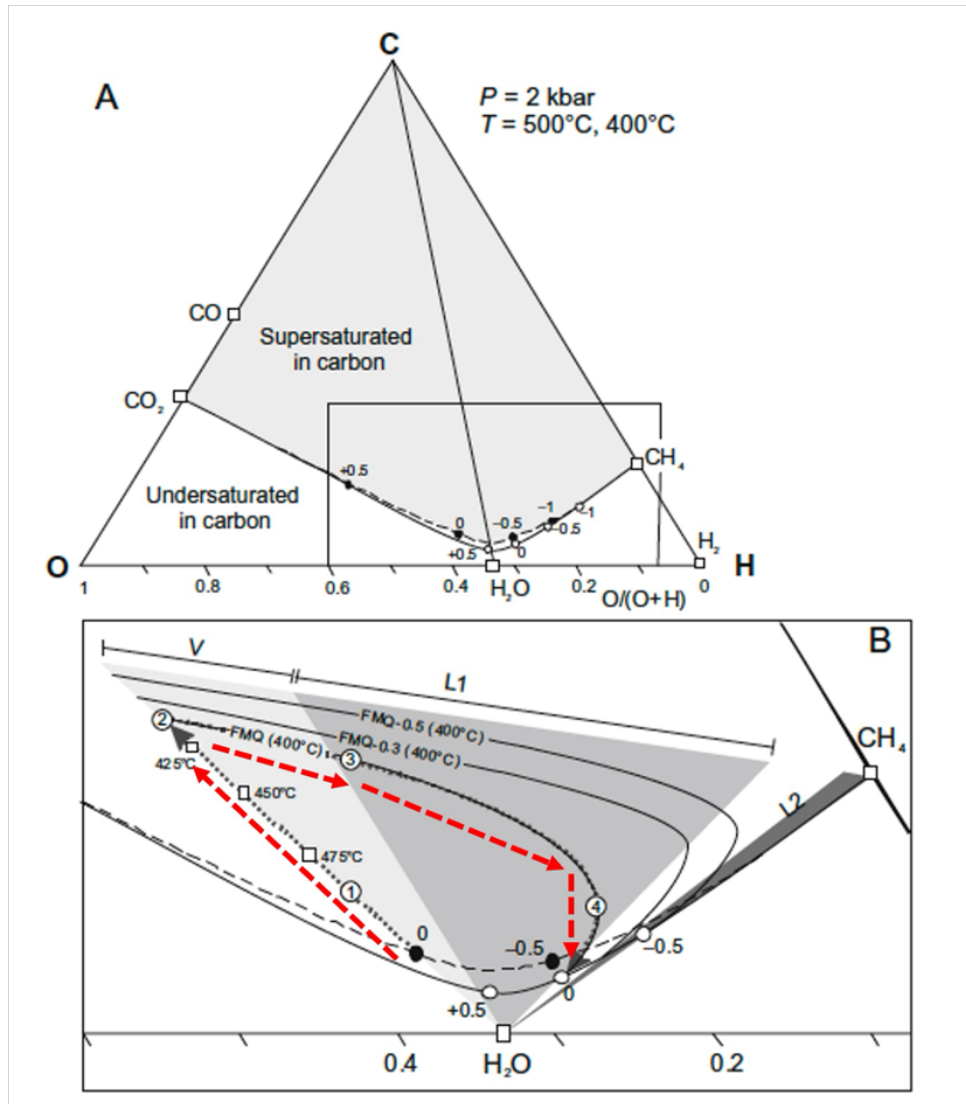 C
A
P = 2 kbar
T = 500°C, 400°C
CO
Supersaturated
in carbon
CO2
CH4
+0.5
Undersaturated
in carbon
0
-0.5
-1
-1
-0.5
+0.5
0
H2
O
H
1
0.8
0.6
0.4
H2O
0.2
O/(O+H)
0
B
V
L1
FMQ-0.5 (400°C)
2
FMQ (400°C)
FMQ-0.3 (400°C)
3
CH4
425°C
450°C
L2
475°C
1
4
0
-0.5
-0.5
+0.5
0
0.4
H2O
0.2